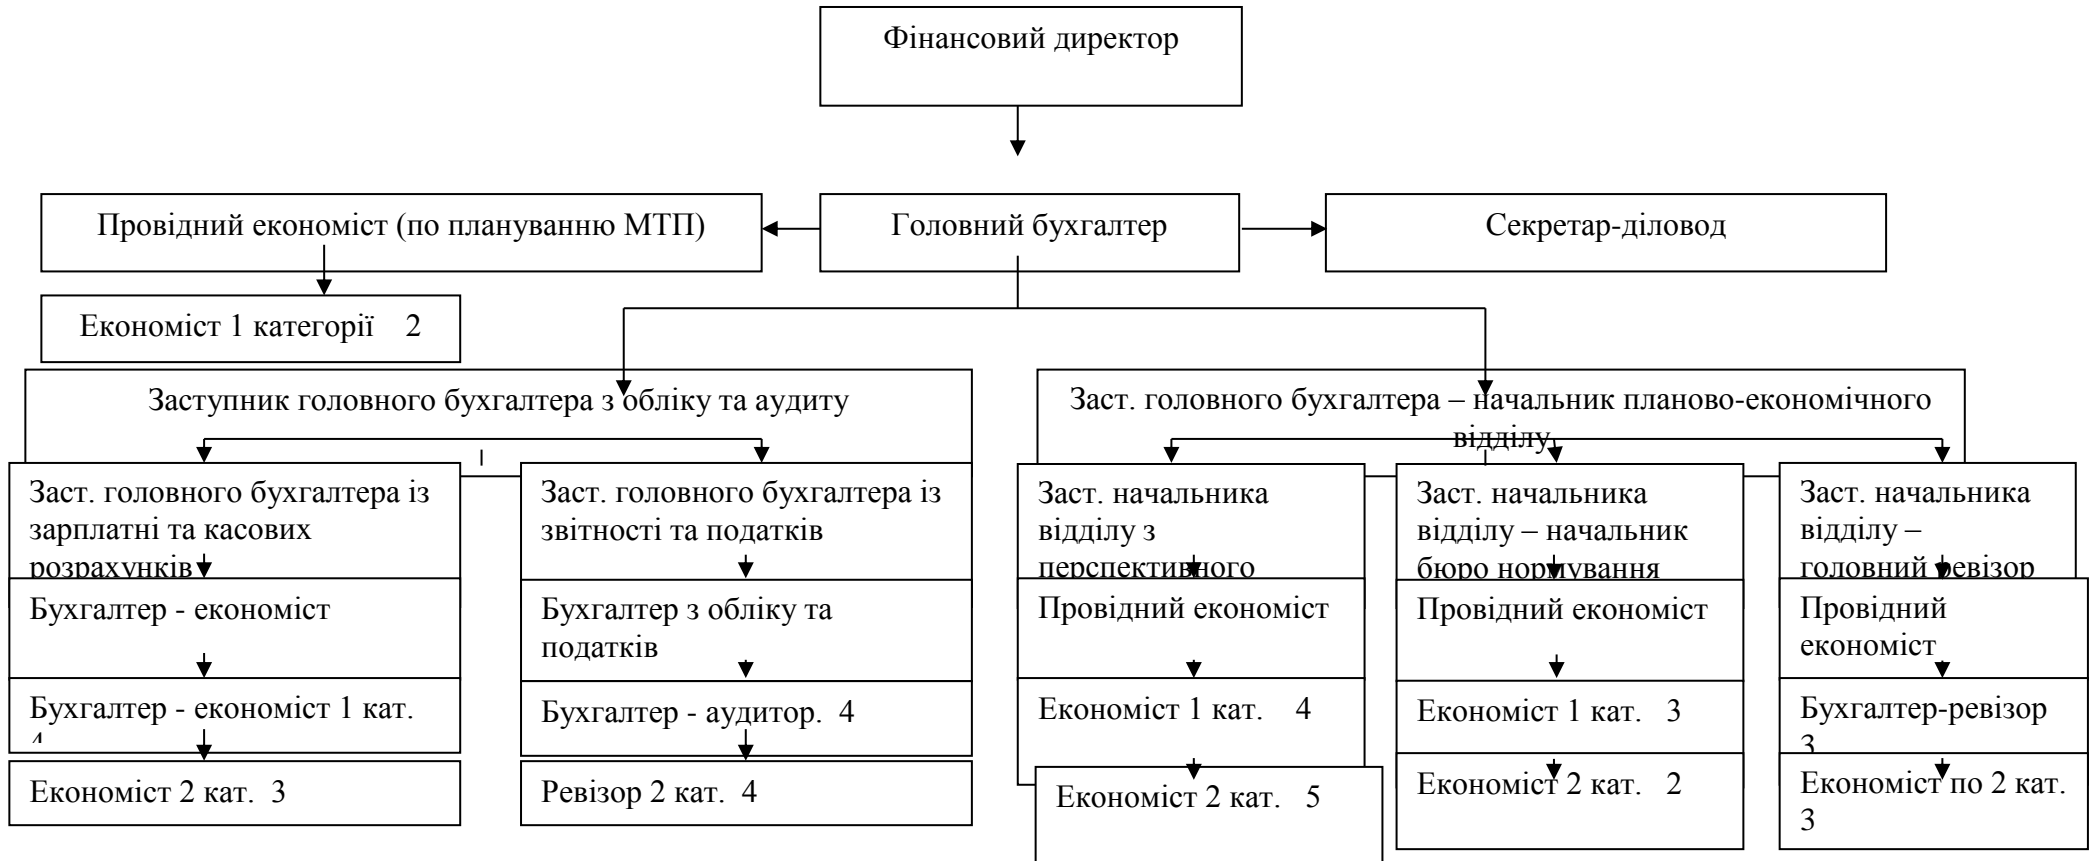 Фінансовий директор
Провідний економіст (по плануванню МТП)
Головний бухгалтер
Секретар-діловод
Економіст 1 категорії 2
Заступник головного бухгалтера з обліку та аудиту
Заст. головного бухгалтера – начальник планово-економічного
відділу
Заст. головного бухгалтера із
зарплатні та касових
розрахунків
Заст. головного бухгалтера із
звітності та податків
Заст. начальника
відділу з
перспективного
Заст. начальника
відділу – начальник
бюро нормування
Заст. начальника
відділу –
головний ревізор
Бухгалтер - економіст
Бухгалтер з обліку та
податків
Провідний економіст
Провідний економіст
Провідний
економіст
Бухгалтер - економіст 1 кат.
4
Бухгалтер - аудитор. 4
Економіст 1 кат. 4
Економіст 1 кат. 3
Бухгалтер-ревізор
3
Економіст 2 кат. 3
Ревізор 2 кат. 4
Економіст 2 кат. 5
Економіст 2 кат. 2
Економіст по 2 кат.
3